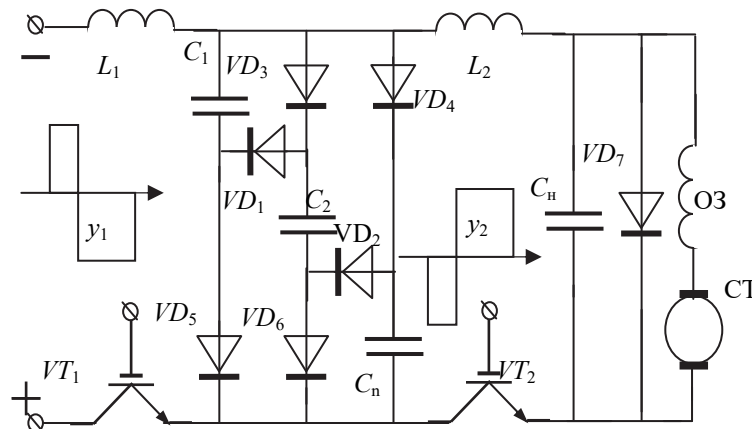 L₁
C₁
VD₃
L₂
VD₄
VD₇
VD₁
C₂
Cн
ОЗ
y₁
y₂
VD₂
СТ
VD₅
VD₆
VT₁
Cп
VT₂